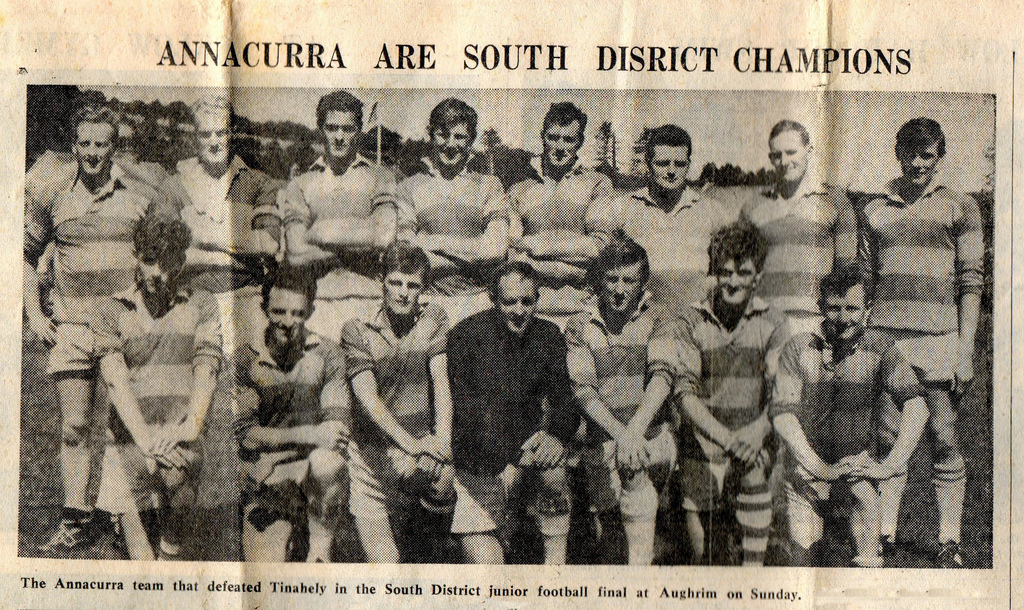 ANNACURRA ARE SOUTH DISRICT CHAMPIONS
The Annacurra team that defeated Tinahely in the South District junior football final at Aughrim on Sunday.